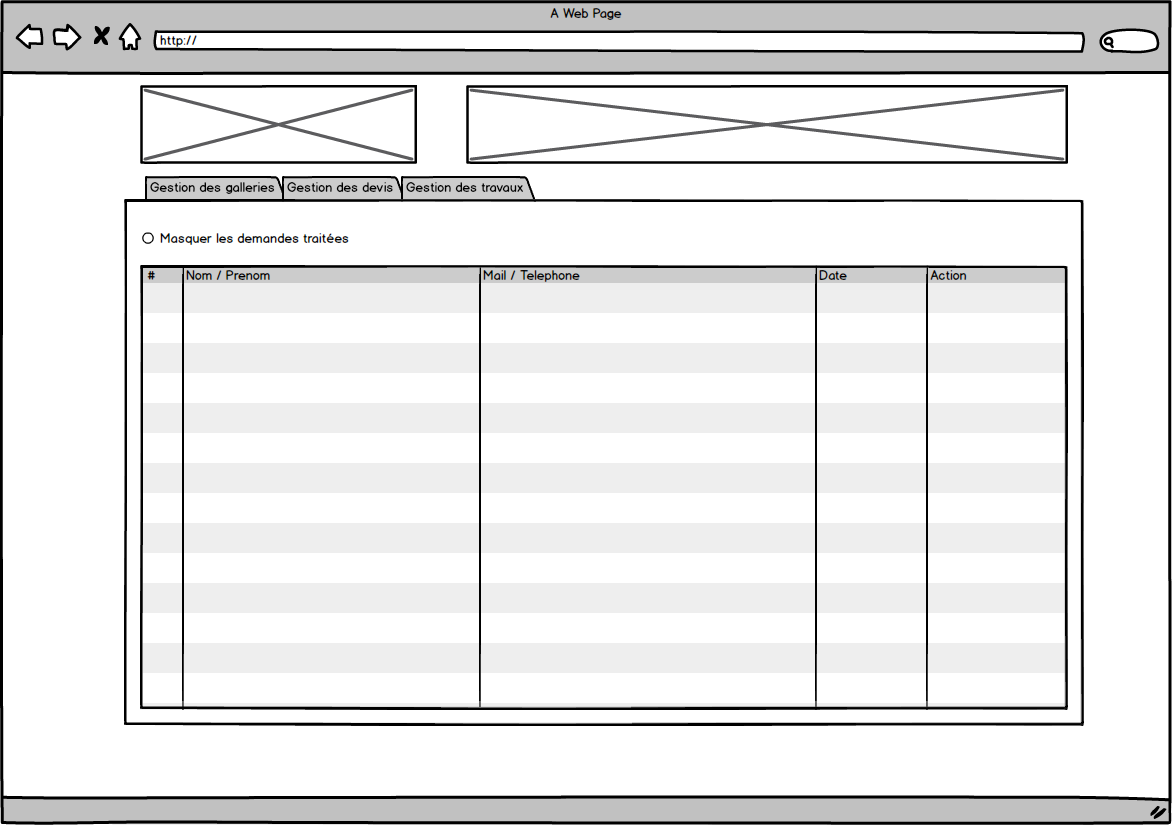 A Web Page
http://
Gestion des galleries Gestion des devis Gestion des travaux
Masquer les demandes traitées
# Nom / Prenom Mail / Telephone Date Action